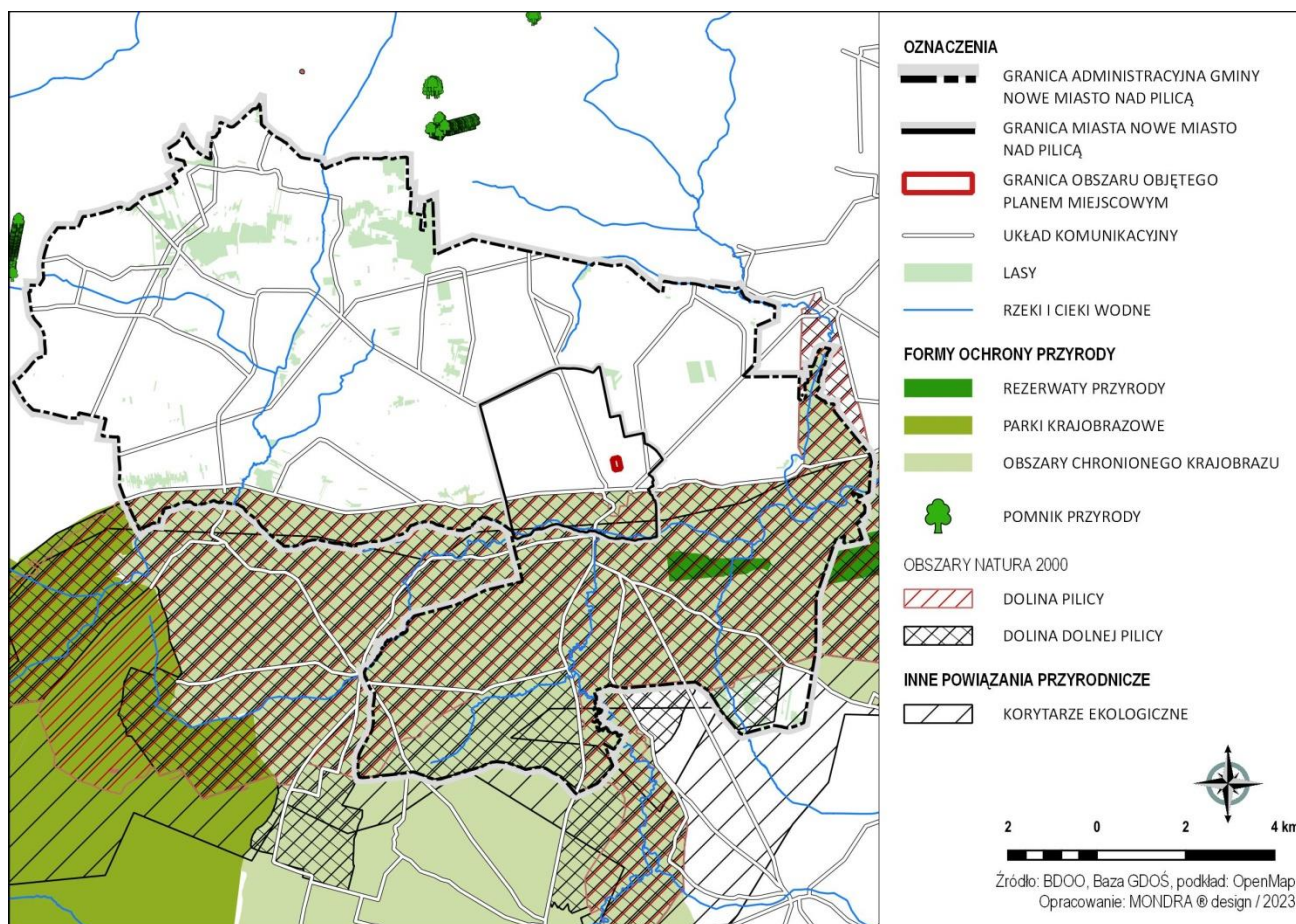 OZNACZENIA
GRANICA ADMINISTRACYJNA GMINY
NOWE MIASTO NAD PILICĄ
GRANICA MIASTA NOWE MIASTO
NAD PILICĄ
GRANICA OBSZARU OBJĘTEGO
PLANEM MIEJSCOWYM
UKŁAD KOMUNIKACYJNY
LASY
RZEKI I CIEKI WODNE
FORMY OCHRONY PRZYRODY
REZERWATY PRZYRODY
PARKI KRAJOBRAZOWE
OBSZARY CHRONIONEGO KRAJOBRAZU
POMNIK PRZYRODY
OBSZARY NATURA 2000
DOLINA PILICY
DOLINA DOLNEJ PILICY
INNE POWIĄZANIA PRZYRODNICZE
KORYTARZE EKOLOGICZNE
2 0 2 4 km
Źródło: BDOO, Baza GDOŚ, podkład: OpenMap
Opracowanie: MONDRA ® design / 2023